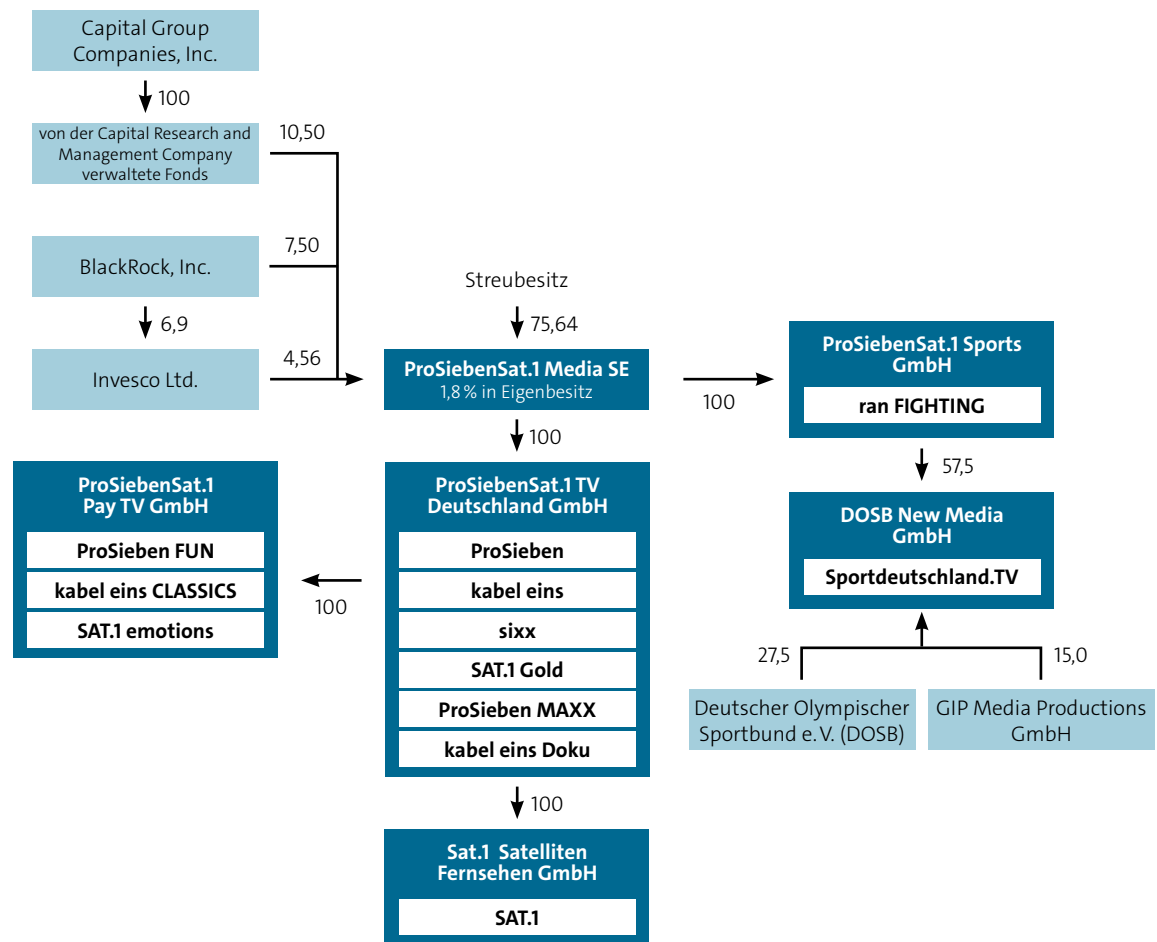 Capital Group
Companies, Inc.
100
von der Capital Research and
Management Company
verwaltete Fonds
10,50
BlackRock, Inc.
7,50
6,9
Invesco Ltd.
4,56
Streubesitz
75,64
ProSiebenSat.1 Media SE
1,8 % in Eigenbesitz
100
100
ProSiebenSat.1 Sports
GmbH
ran FIGHTING
57,5
DOSB New Media
GmbH
Sportdeutschland.TV
27,5
15,0
Deutscher Olympischer
Sportbund e. V. (DOSB)
GIP Media Productions
GmbH
ProSiebenSat.1
Pay TV GmbH
ProSieben FUN
kabel eins CLASSICS
SAT.1 emotions
100
ProSiebenSat.1 TV
Deutschland GmbH
ProSieben
kabel eins
sixx
SAT.1 Gold
ProSieben MAXX
kabel eins Doku
100
Sat.1 Satelliten
Fernsehen GmbH
SAT.1